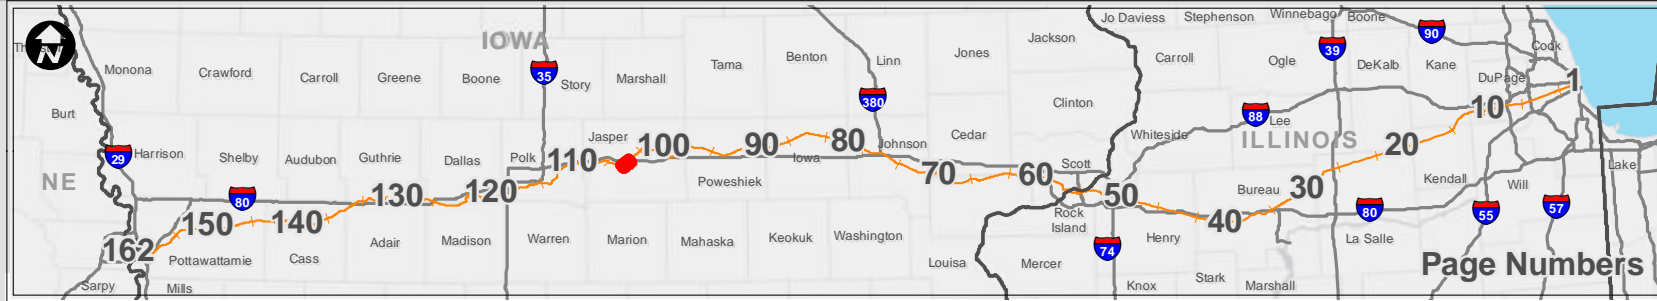 N
IOWA
ILLINOIS
NE
Monona
Crawford
Carroll
Greene
Boone
Story
Marshall
Tama
Benton
Linn
Jones
Jackson
Jo Daviess
Stephenson
Winnebago
Boone
Carroll
Ogle
DeKalb
Kane
Cook
DuPage
Burt
Harrison
Shelby
Audubon
Guthrie
Dallas
Polk
Jasper
Iowa
Johnson
Cedar
Clinton
Scott
Whiteside
Lee
Bureau
Kendall
Will
Lake
Poweshiek
Pottawattamie
Cass
Adair
Madison
Warren
Marion
Mahaska
Keokuk
Washington
Louisa
Rock
Island
Mercer
Henry
Knox
Stark
Marshall
La Salle
Sarpy
Mills
29
80
35
380
74
88
39
90
80
55
57
162
150
140
130
120
110
100
90
80
70
60
50
40
30
20
10
1
Page Numbers